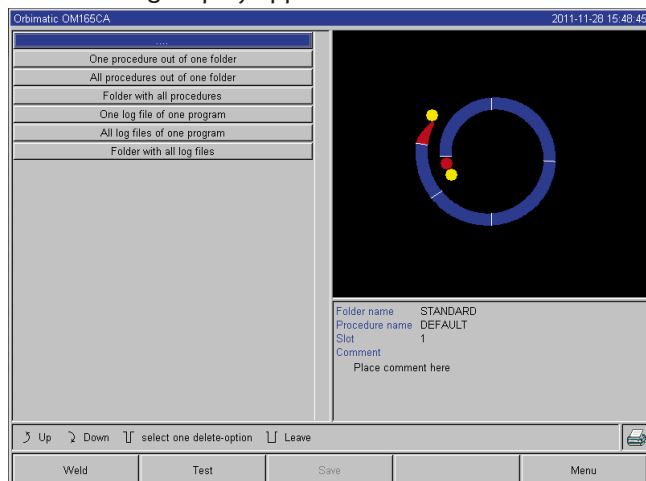 Orbimatic OM165CA 2011-11-28 15:48:45
....
One procedure out of one folder
All procedures out of one folder
Folder with all procedures
One log file of one program
All log files of one program
Folder with all log files
Folder name STANDARD
Procedure name DEFAULT
Slot 1
Comment
Place comment here
Up Down select one delete-option Leave
Weld Test Save Menu